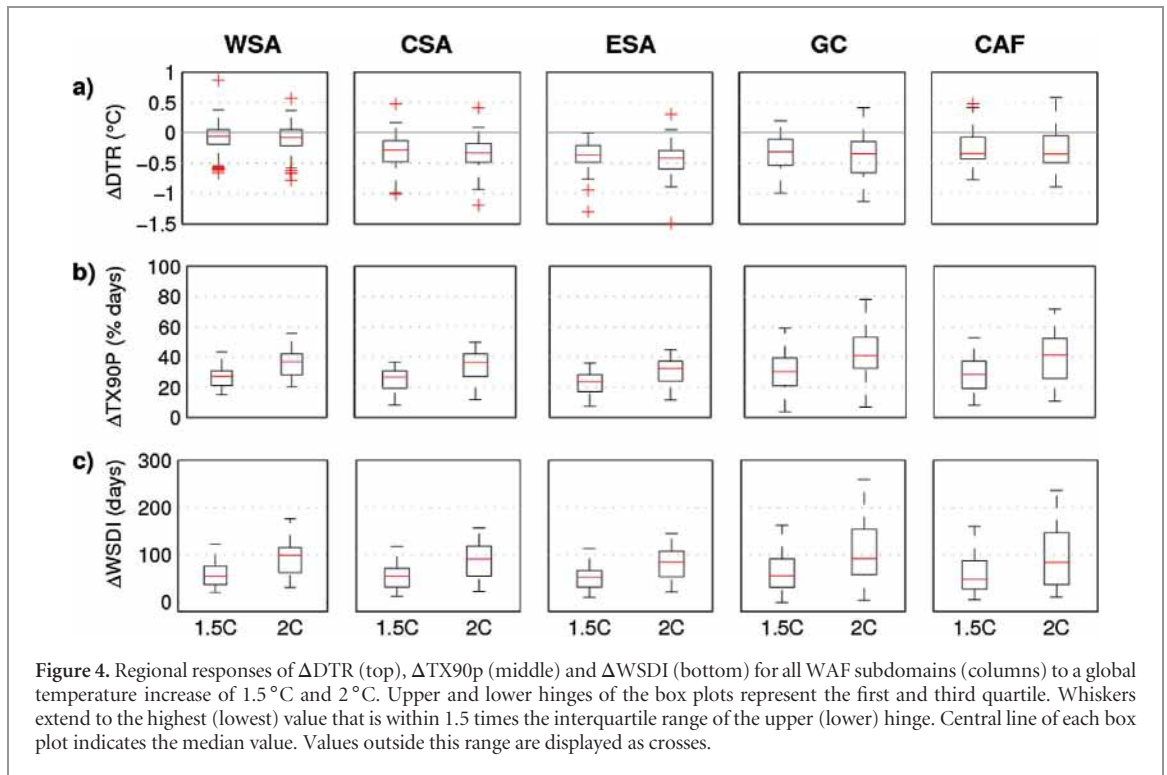 WSA CSA ESA GC CAF
a)
ΔDTR (°C)
1
0.5
0
−0.5
−1
−1.5
b)
ΔTX90P (% days)
100
80
60
40
20
0
c)
ΔWSDI (days)
300
200
100
0
1.5C 2C 1.5C 2C 1.5C 2C 1.5C 2C 1.5C 2C
Figure 4. Regional responses of ΔDTR (top), ΔTX90p (middle) and ΔWSDI (bottom) for all WAF subdomains (columns) to a global
temperature increase of 1.5 °C and 2 °C. Upper and lower hinges of the box plots represent the first and third quartile. Whiskers
extend to the highest (lowest) value that is within 1.5 times the interquartile range of the upper (lower) hinge. Central line of each box
plot indicates the median value. Values outside this range are displayed as crosses.